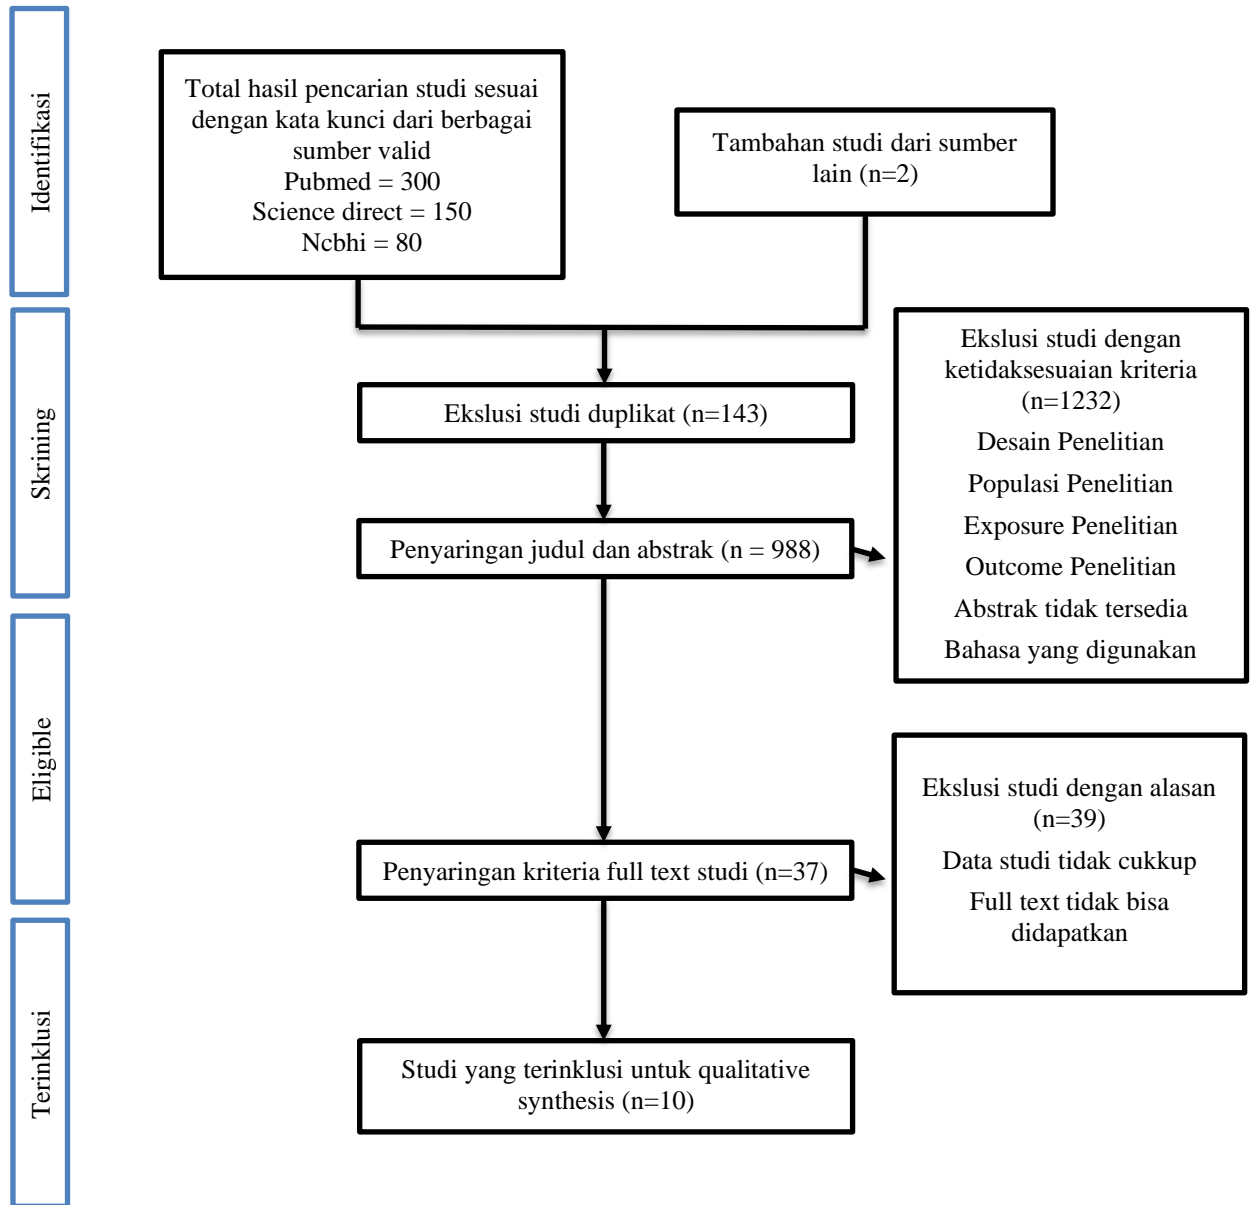 Identifikasi
Total hasil pencarian studi sesuai
dengan kata kunci dari berbagai
sumber valid
Pubmed = 300
Science direct = 150
Ncbhi = 80
Tambahan studi dari sumber
lain (n=2)
Skrining
Ekslusi studi duplikat (n=143)
Penyaringan judul dan abstrak (n = 988)
Ekslusi studi dengan
ketidaksesuaian kriteria
(n=1232)
Desain Penelitian
Populasi Penelitian
Exposure Penelitian
Outcome Penelitian
Abstrak tidak tersedia
Bahasa yang digunakan
Eligible
Penyaringan kriteria full text studi (n=37)
Ekslusi studi dengan alasan
(n=39)
Data studi tidak cukkup
Full text tidak bisa
didapatkan
Terinklusi
Studi yang terinklusi untuk qualitative
synthesis (n=10)